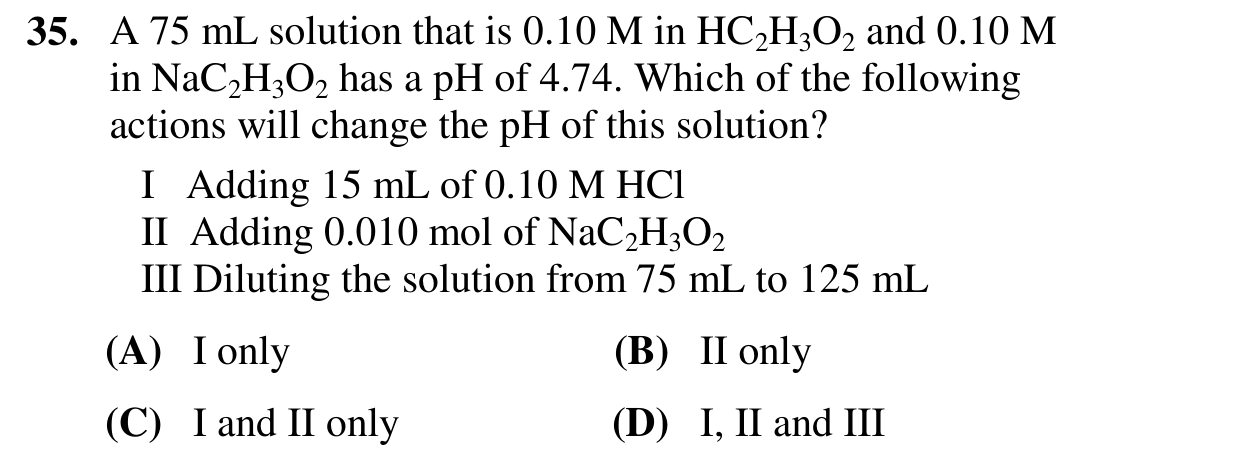 35. A 75 mL solution that is 0.10 M in HC₂H₃O₂ and 0.10 M
in NaC₂H₃O₂ has a pH of 4.74. Which of the following
actions will change the pH of this solution?
I Adding 15 mL of 0.10 M HCl
II Adding 0.010 mol of NaC₂H₃O₂
III Diluting the solution from 75 mL to 125 mL
(A) I only (B) II only
(C) I and II only (D) I, II and III